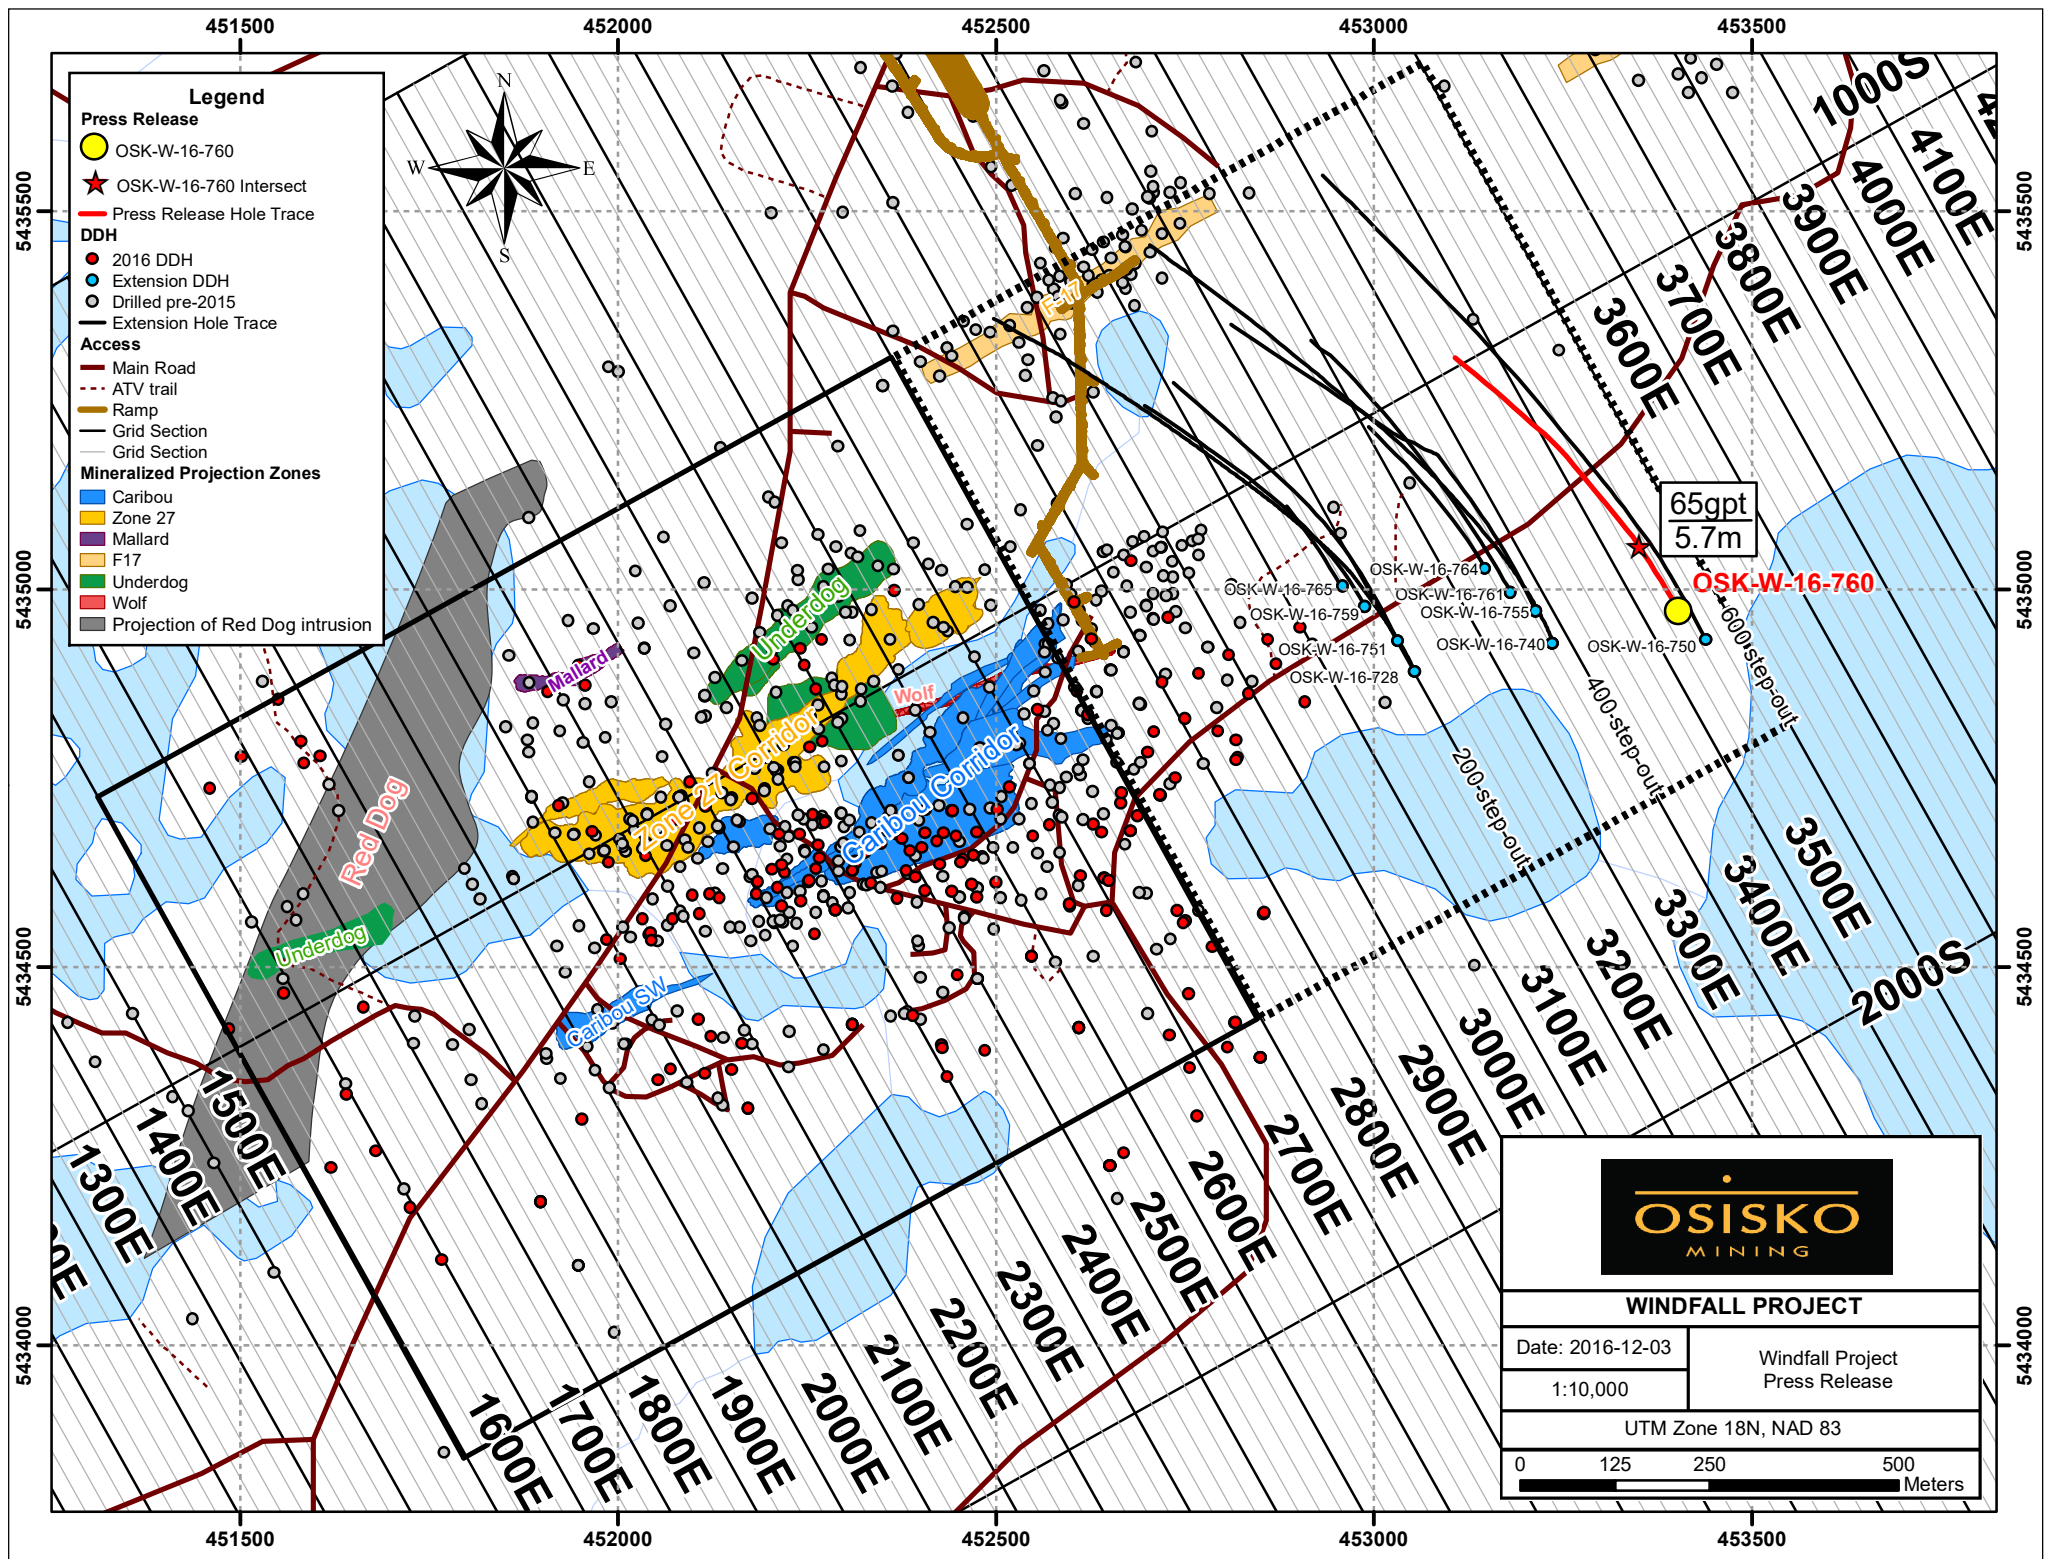 451500
452000
452500
453000
453500
5435500
5435000
5434500
5434000
Legend
Press Release
OSK-W-16-760
OSK-W-16-760 Intersect
Press Release Hole Trace
DDH
2016 DDH
Extension DDH
Drilled pre-2015
Extension Hole Trace
Access
Main Road
ATV trail
Ramp
Grid Section
Grid Section
Mineralized Projection Zones
Caribou
Zone 27
Mallard
F17
Underdog
Wolf
Projection of Red Dog intrusion
N
W
E
S
1000S
4100E
4000E
3900E
3800E
3700E
3600E
F-17
65gpt
5.7m
OSK-W-16-760
OSK-W-16-764
OSK-W-16-765
OSK-W-16-761
OSK-W-16-759
OSK-W-16-755
OSK-W-16-751
OSK-W-16-740
OSK-W-16-750
OSK-W-16-728
600-step-out
400-step-out
200-step-out
Underdog
Mallard
Wolf
Zone 27 Corridor
Caribou Corridor
Red Dog
Underdog
Caribou SW
3500E
3400E
3300E
3200E
3100E
3000E
2900E
2800E
2700E
2600E
2500E
2400E
2300E
2200E
2100E
2000E
1900E
1800E
1700E
1600E
1500E
1400E
1300E
2000S
OSISKO
MINING
WINDFALL PROJECT
Date: 2016-12-03
Windfall Project
Press Release
1:10,000
UTM Zone 18N, NAD 83
0 125 250 500
Meters
5435500
5435000
5434500
5434000
451500
452000
452500
453000
453500